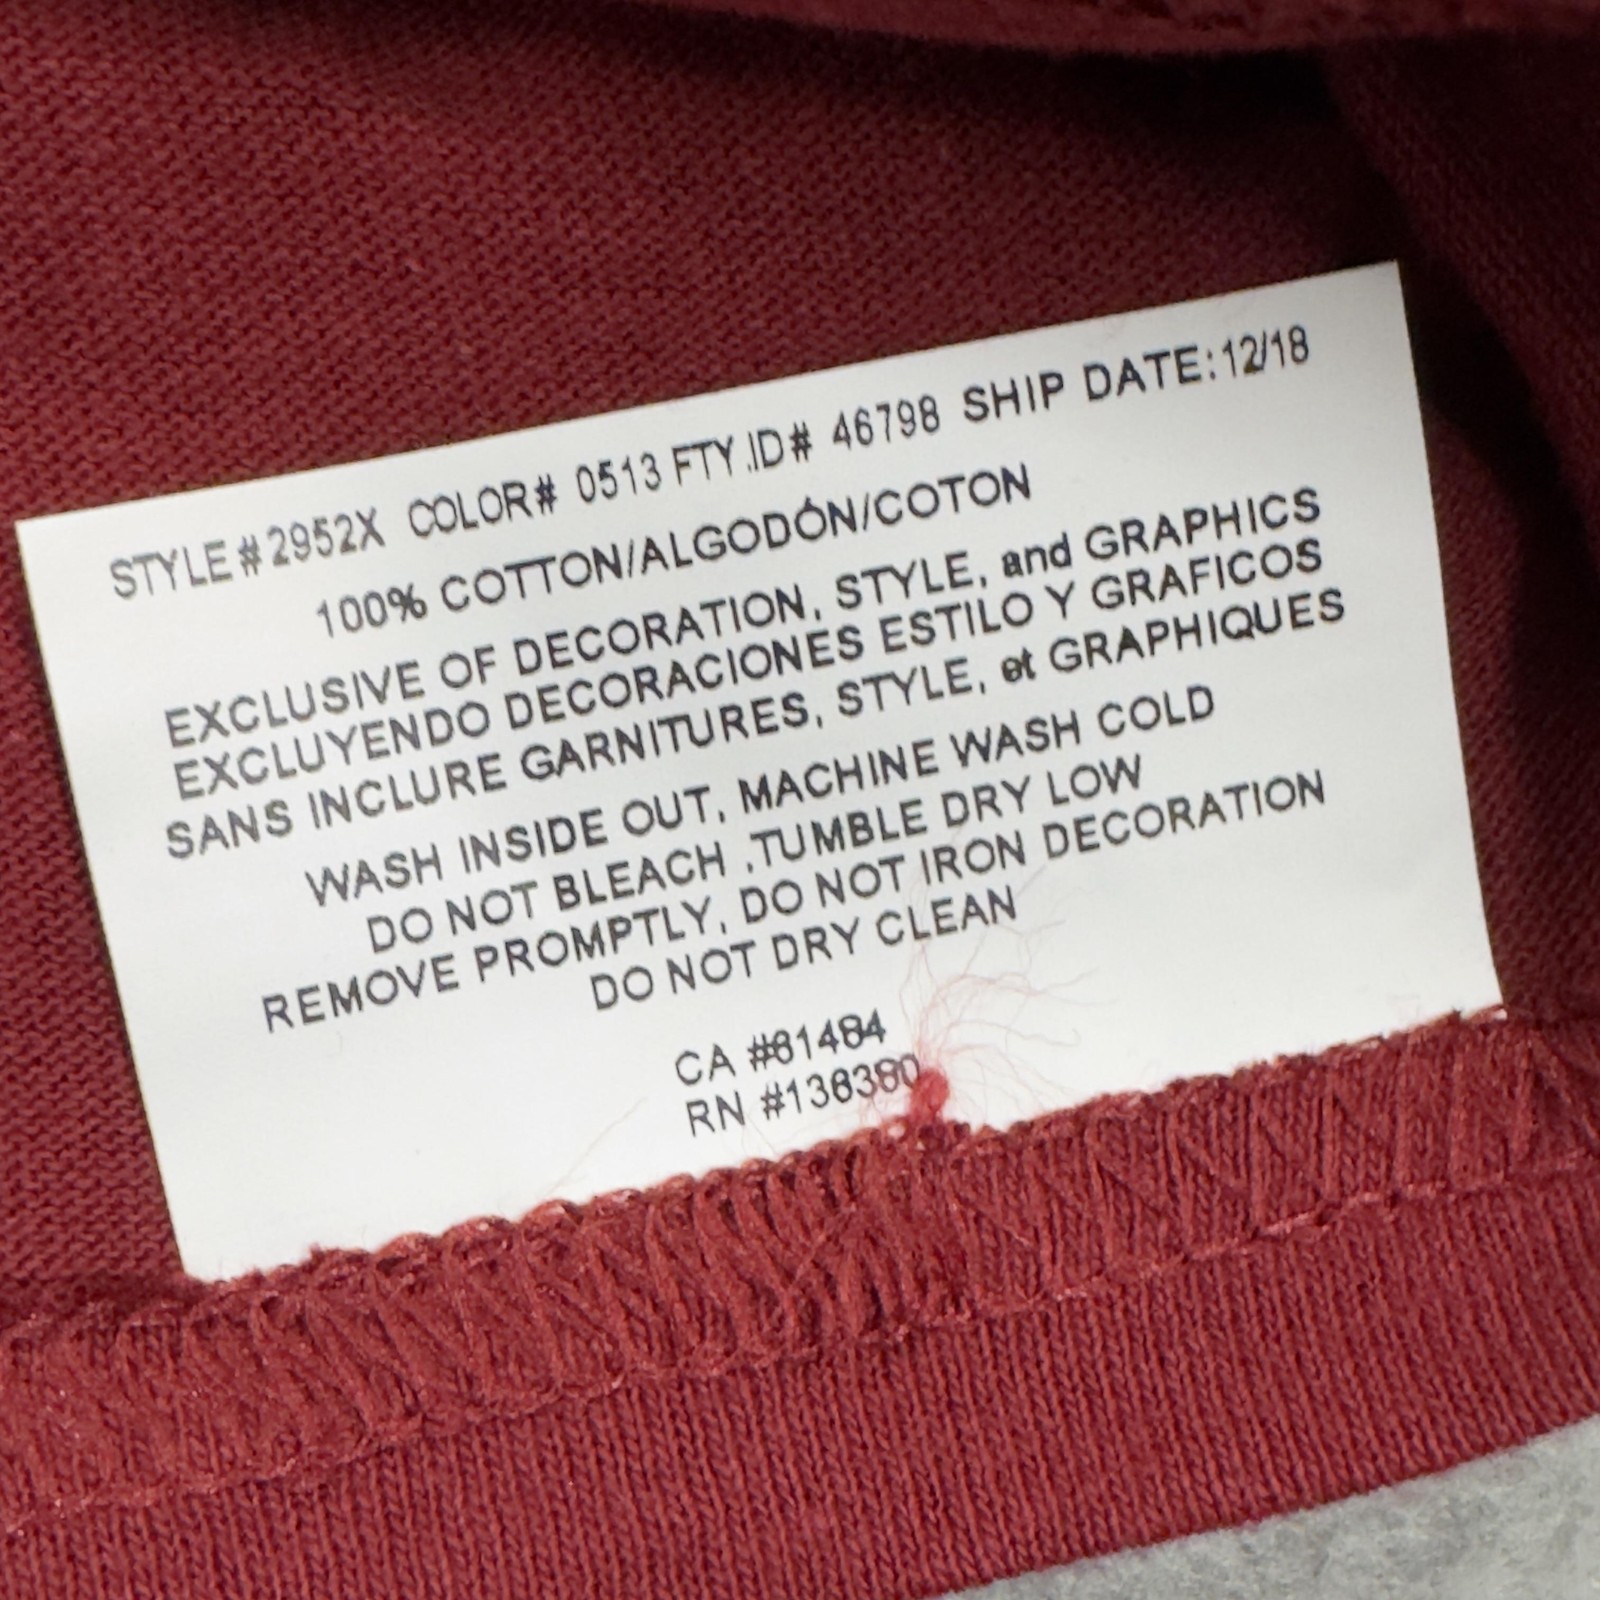 STYLE#2952X COLOR# 0513 FTY.ID# 46798 SHIP DATE:12/18
100% COTTON/ALGODÓN/COTON
EXCLUSIVE OF DECORATION, STYLE, and GRAPHICS
EXCLUYENDO DECORACIONES ESTILO Y GRAFICOS
SANS INCLURE GARNITURES, STYLE, et GRAPHIQUES
WASH INSIDE OUT, MACHINE WASH COLD
DO NOT BLEACH .TUMBLE DRY LOW
REMOVE PROMPTLY, DO NOT IRON DECORATION
DO NOT DRY CLEAN
CA
RN